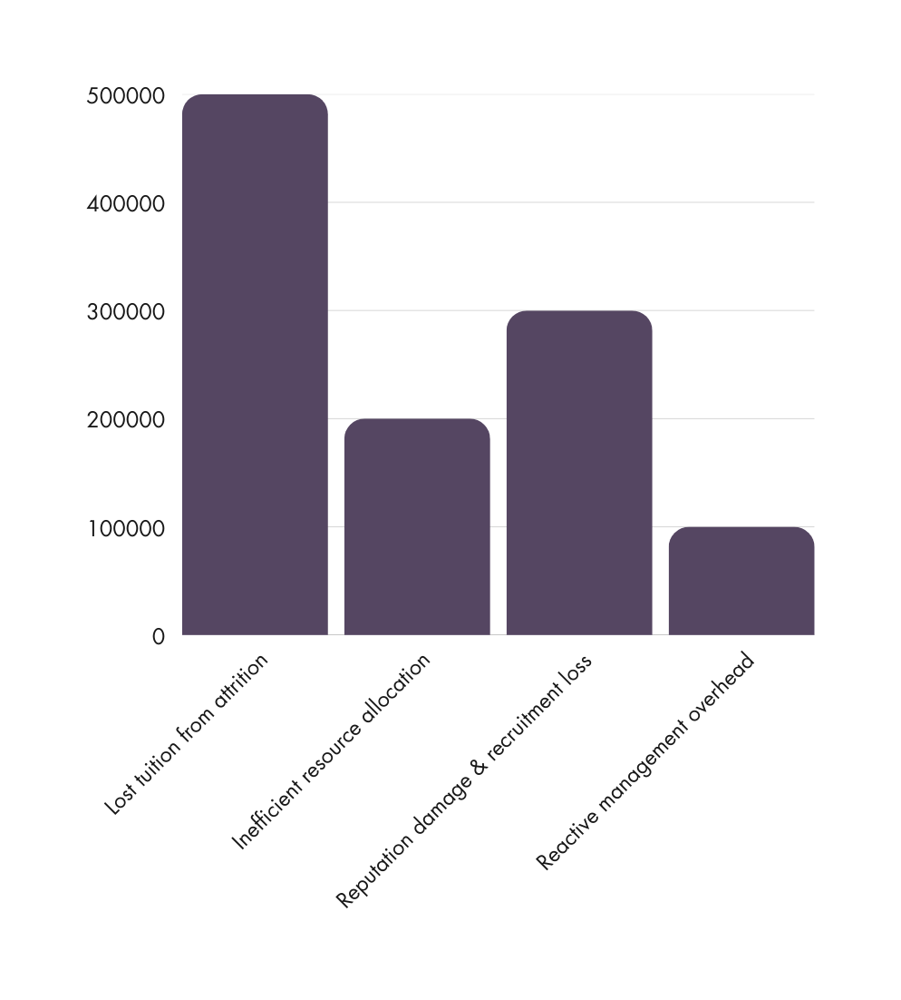 500000
400000
300000
200000
100000
0
Lost tuition from attrition
Inefficient resource allocation
Reputation damage & recruitment loss
Reactive management overhead